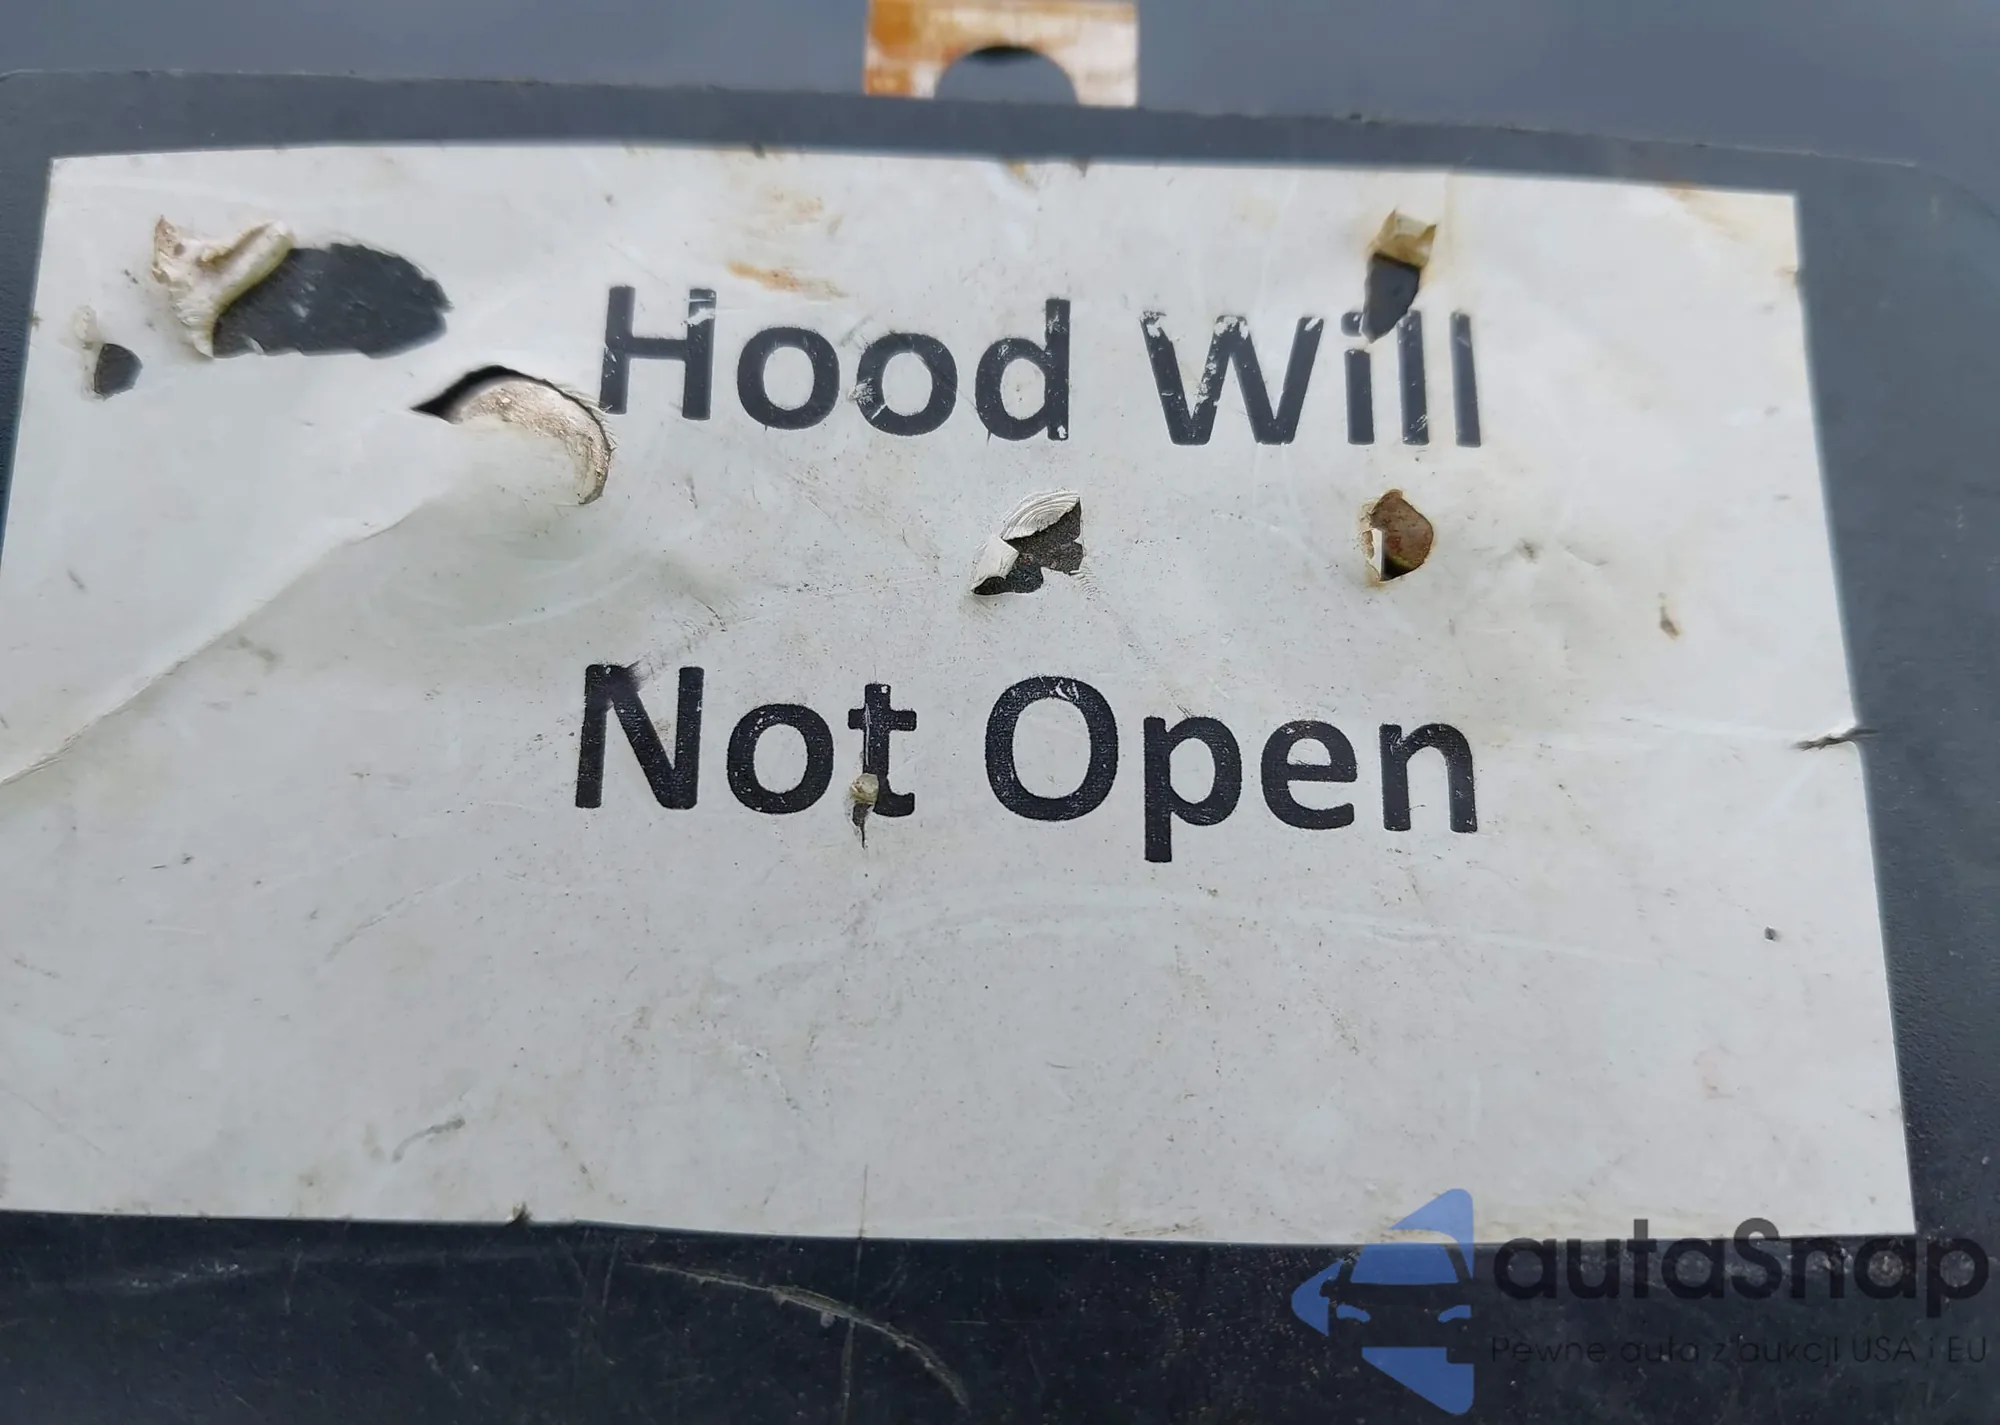 Hood Will
Not Open
autaSnap
Pewne auta z aukcji USA i EU